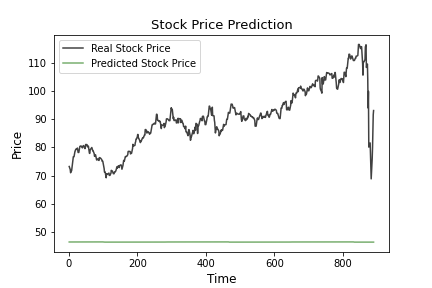 Stock Price Prediction
Real Stock Price
Predicted Stock Price
110
100
90
80
70
60
50
Price
0 200 400 600 800
Time